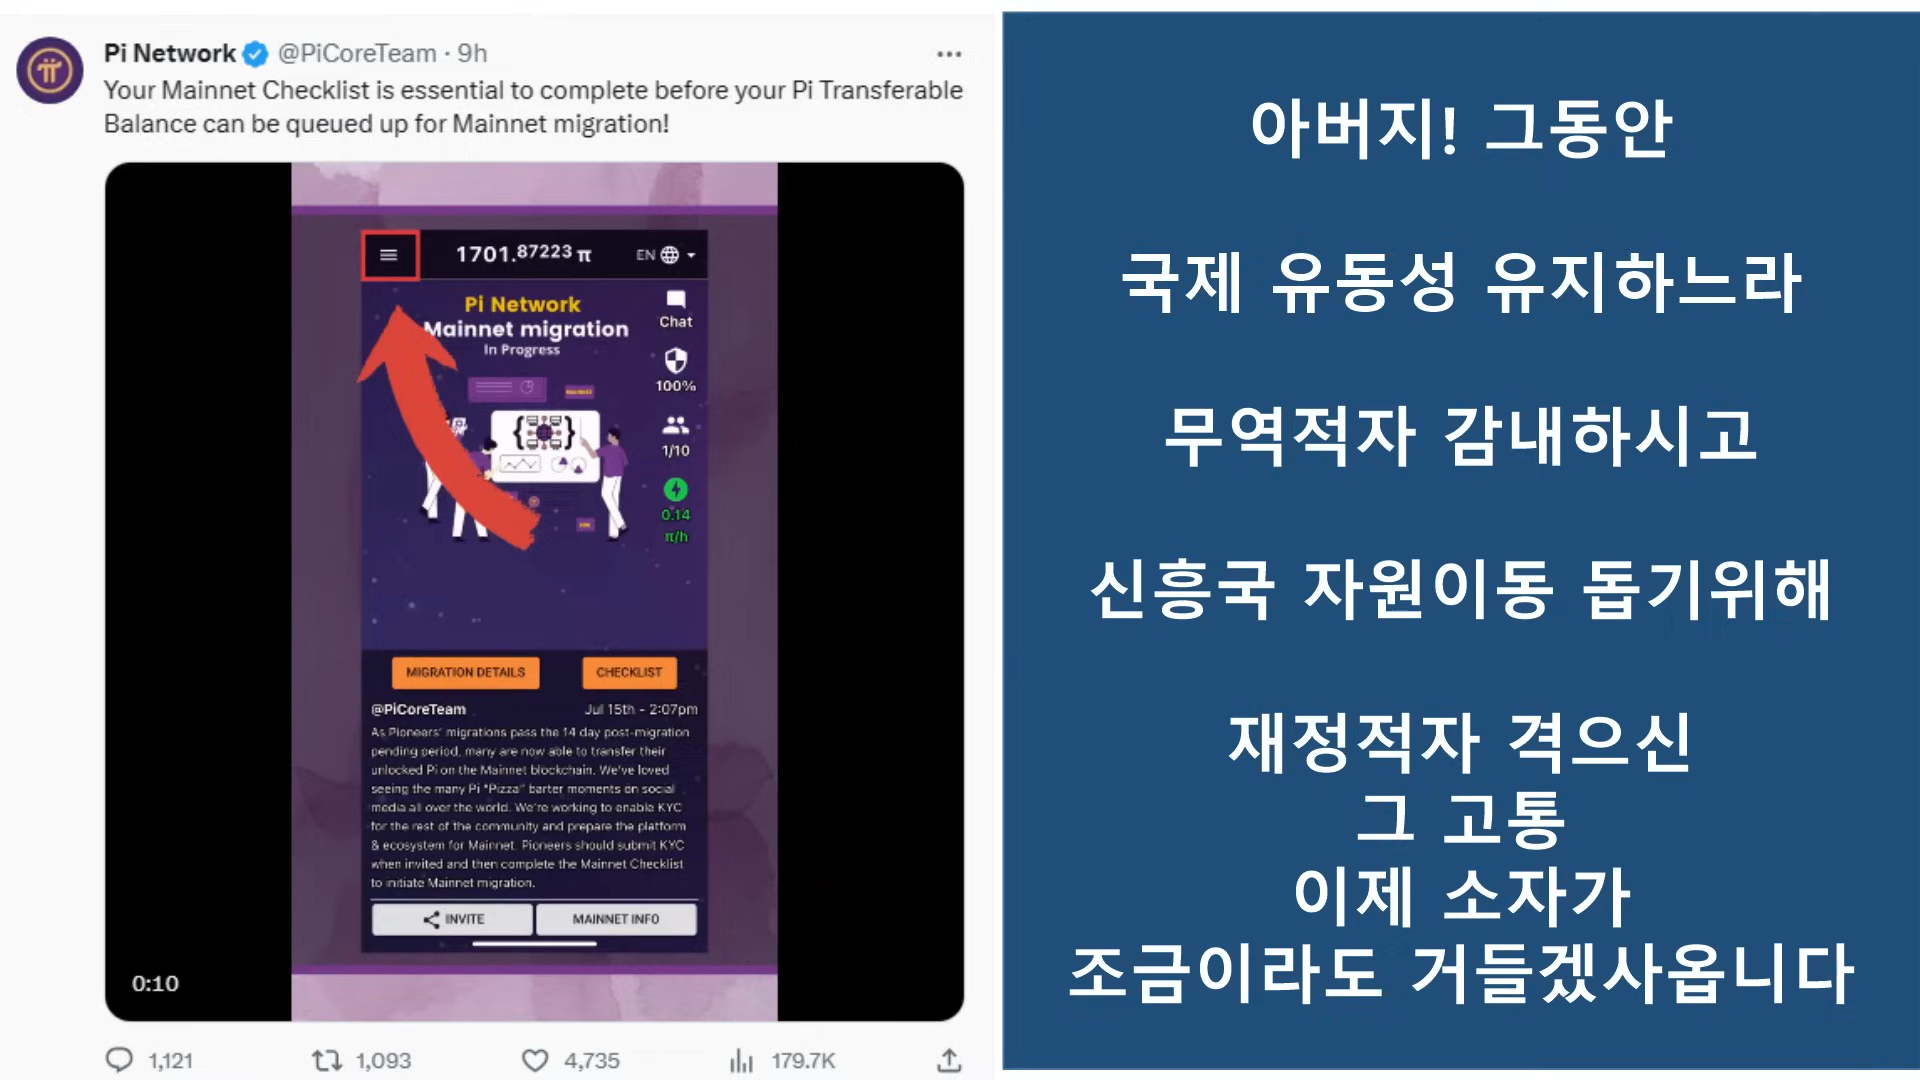 Pi Network @PiCoreTeam · 9h
Your Mainnet Checklist is essential to complete before your Pi Transferable
Balance can be queued up for Mainnet migration!
1701.87223 π EN
Pi Network
Mainnet migration
In Progress
Chat
100%
1/10
0.14
π/h
MIGRATION DETAILS CHECKLIST
@PiCoreTeam Jul 15th - 2:07pm
As Pioneers' migrations pass the 14 day post-migration
pending period, many are now able to transfer their
unlocked Pi on the Mainnet blockchain. We've loved
seeing the many Pi "Pizza" barter moments on social
media all over the world. We're working to enable KYC
for the rest of the community and prepare the platform
& ecosystem for Mainnet. Pioneers should submit KYC
when invited and then complete the Mainnet Checklist
to initiate Mainnet migration.
INVITE MAINNET INFO
0:10
1,121 1,093 4,735 179.7K
아버지! 그동안
국제 유동성 유지하느라
무역적자 감내하시고
신흥국 자원이동 돕기위해
재정적자 격으신
그 고통
이제 소자가
조금이라도 거들겠사옵니다